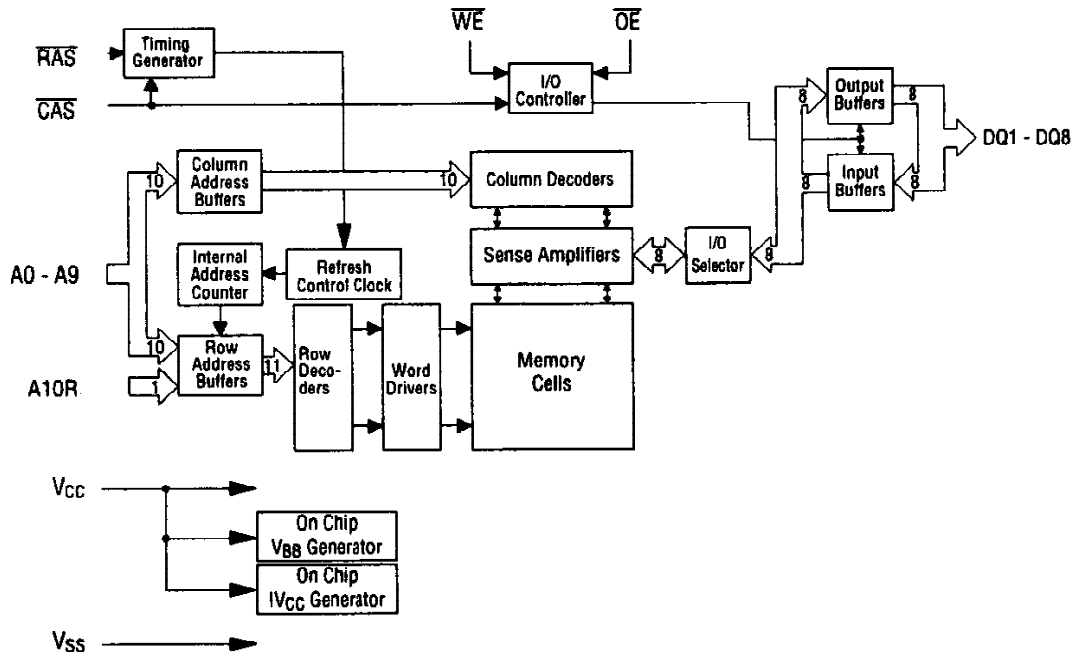 WE
OE
RAS
Timing
Generator
CAS
I/O
Controller
8
Output
Buffers
8
DQ1 - DQ8
10
Column
Address
Buffers
10
Column Decoders
8
Input
Buffers
8
A0 - A9
Internal
Address
Counter
Refresh
Control Clock
Sense Amplifiers
8
I/O
Selector
8
10
Row
Address
Buffers
11
Row
Deco-
ders
Word
Drivers
Memory
Cells
A10R
1
VCC
On Chip
VBB Generator
On Chip
IVCC Generator
VSS